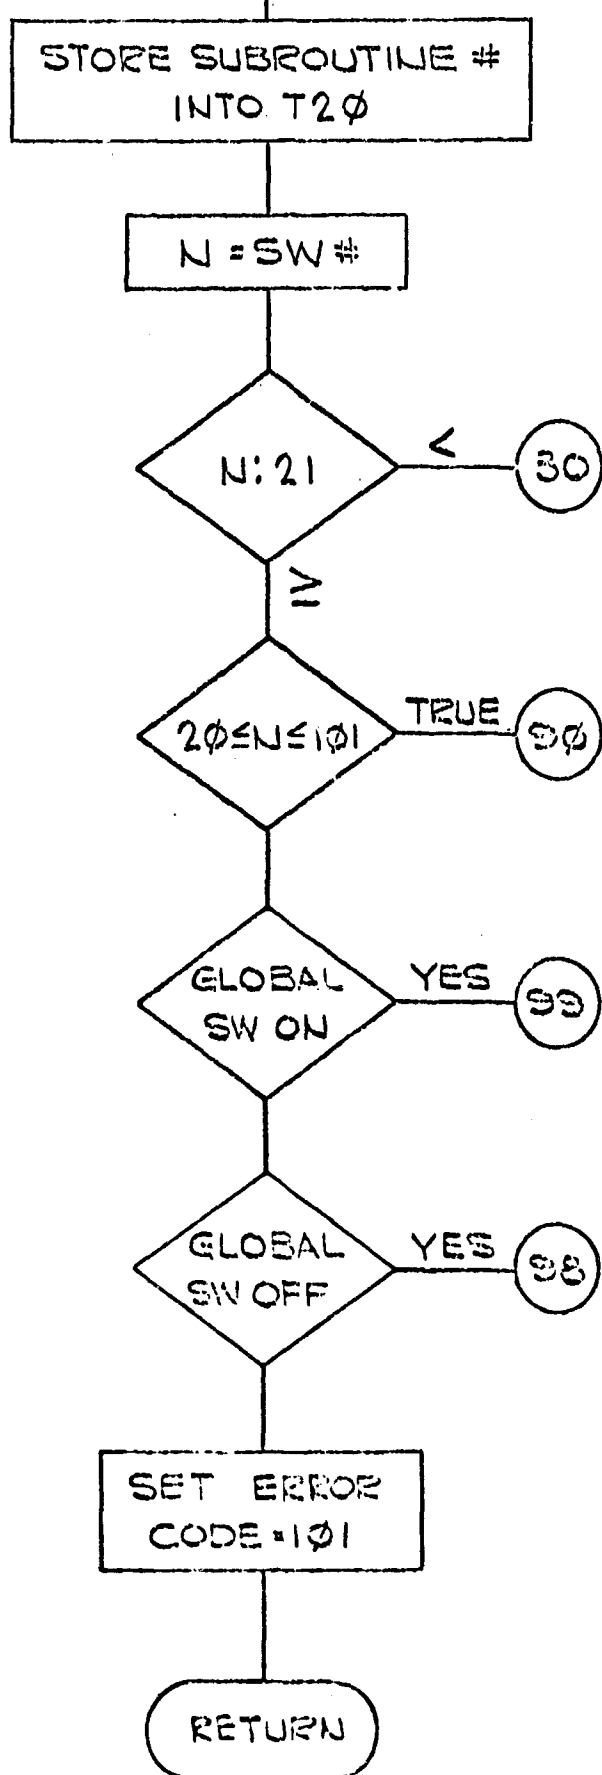 STORE SUBROUTINE #
INTO T2Ø
N = SW #
N:21
<
30
≥
2Ø≤N≤1Ø1
TRUE
9Ø
GLOBAL
SW ON
YES
99
GLOBAL
SW OFF
YES
98
SET ERROR
CODE=1Ø1
RETURN